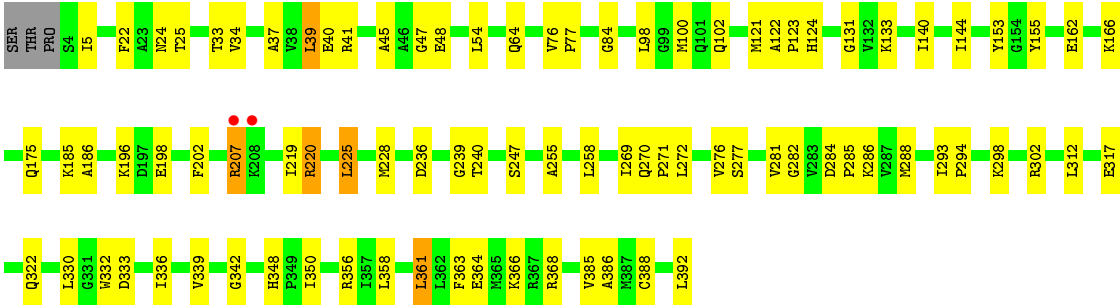 SER THR PRO S4 I5 F22 A23 N24 T25 T33 V34 A37 V38 L39 E40 R41 A45 A46 G47 E48 L54 Q64 V76 P77 G84 L98 G99 M100 Q101 Q102 M121 A122 P123 H124 G131 V132 K133 I140 I144 Y153 G154 Y155 E162 K166
Q175 K185 A186 K196 D197 E198 F202 R207 K208 I219 R220 L225 M228 D236 G239 T240 S247 A255 L258 I269 Q270 P271 L272 V276 S277 V281 G282 V283 D284 P285 K286 V287 M288 I293 P294 K298 R302 L312 E317
Q322 L330 G331 W332 D333 I336 V339 G342 H348 P349 I350 R356 I357 L358 L361 L362 F363 E364 M365 K366 R367 R368 V385 A386 M387 C388 L392